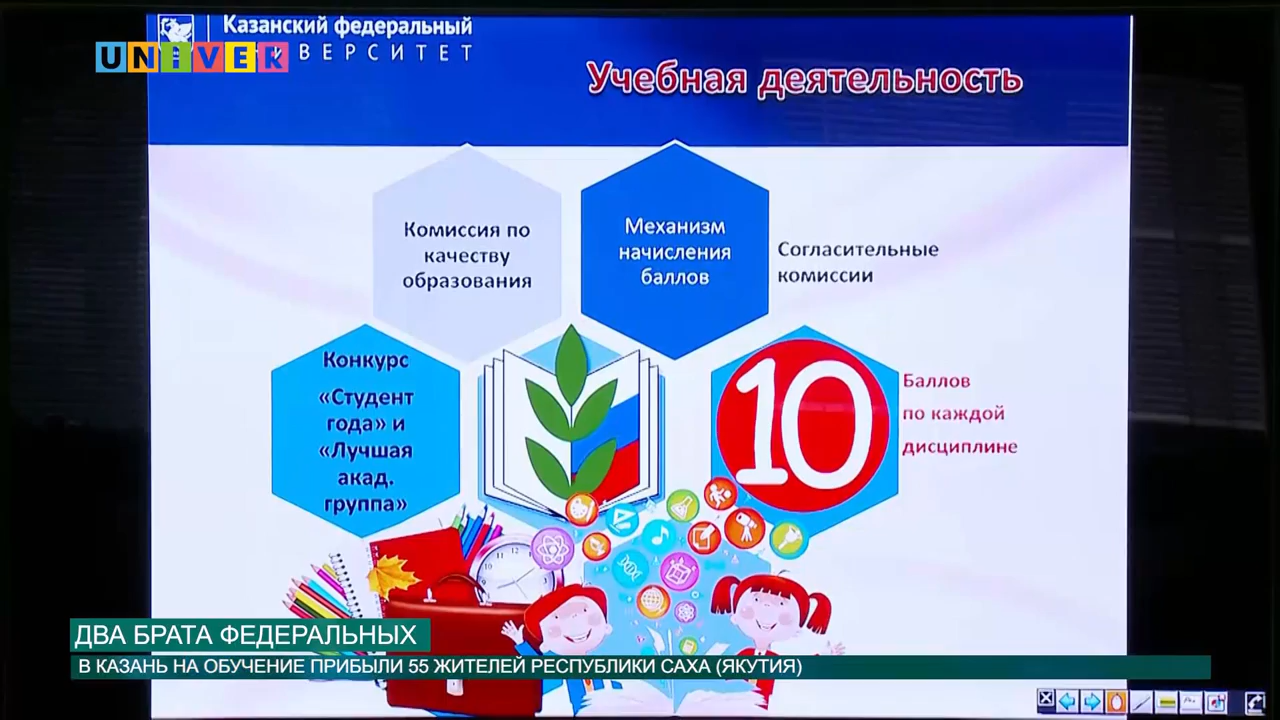 Казанский федеральный
UNIVER
ВЕРСИТЕТ
Учебная деятельность
Комиссия по
качеству
образования
Механизм
начисления
баллов
Согласительные
комиссии
Конкурс
«Студент
года» и
«Лучшая
акад.
группа»
10
Баллов
по каждой
дисциплине
ДВА БРАТА ФЕДЕРАЛЬНЫХ
В КАЗАНЬ НА ОБУЧЕНИЕ ПРИБЫЛИ 55 ЖИТЕЛЕЙ РЕСПУБЛИКИ САХА (ЯКУТИЯ)